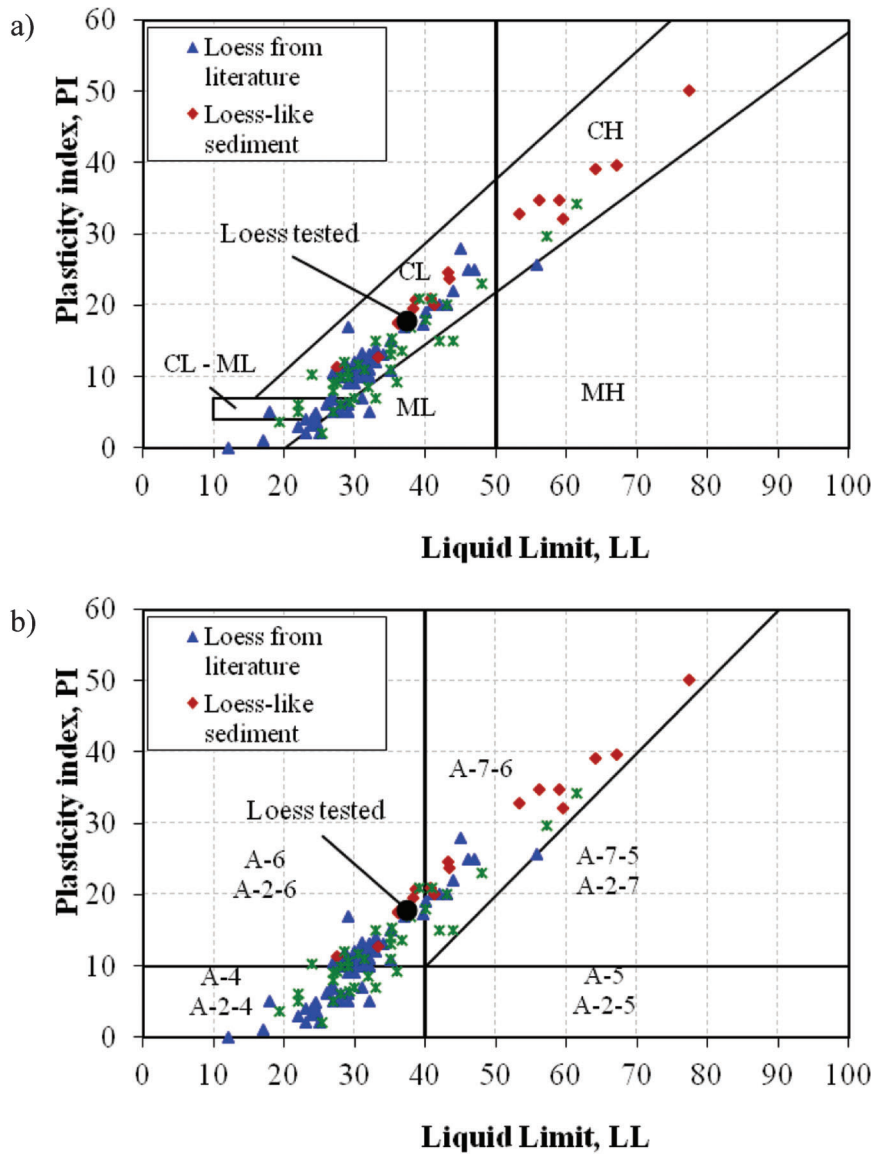 a)
60
50
40
30
20
10
0
Plasticity index, PI
Loess from
literature
Loess-like
sediment
CH
Loess tested
CL
CL - ML
ML
MH
0 10 20 30 40 50 60 70 80 90 100
Liquid Limit, LL
b)
60
50
40
30
20
10
0
Plasticity index, PI
Loess from
literature
Loess-like
sediment
A-7-6
Loess tested
A-6
A-2-6
A-7-5
A-2-7
A-4
A-2-4
A-5
A-2-5
0 10 20 30 40 50 60 70 80 90 100
Liquid Limit, LL